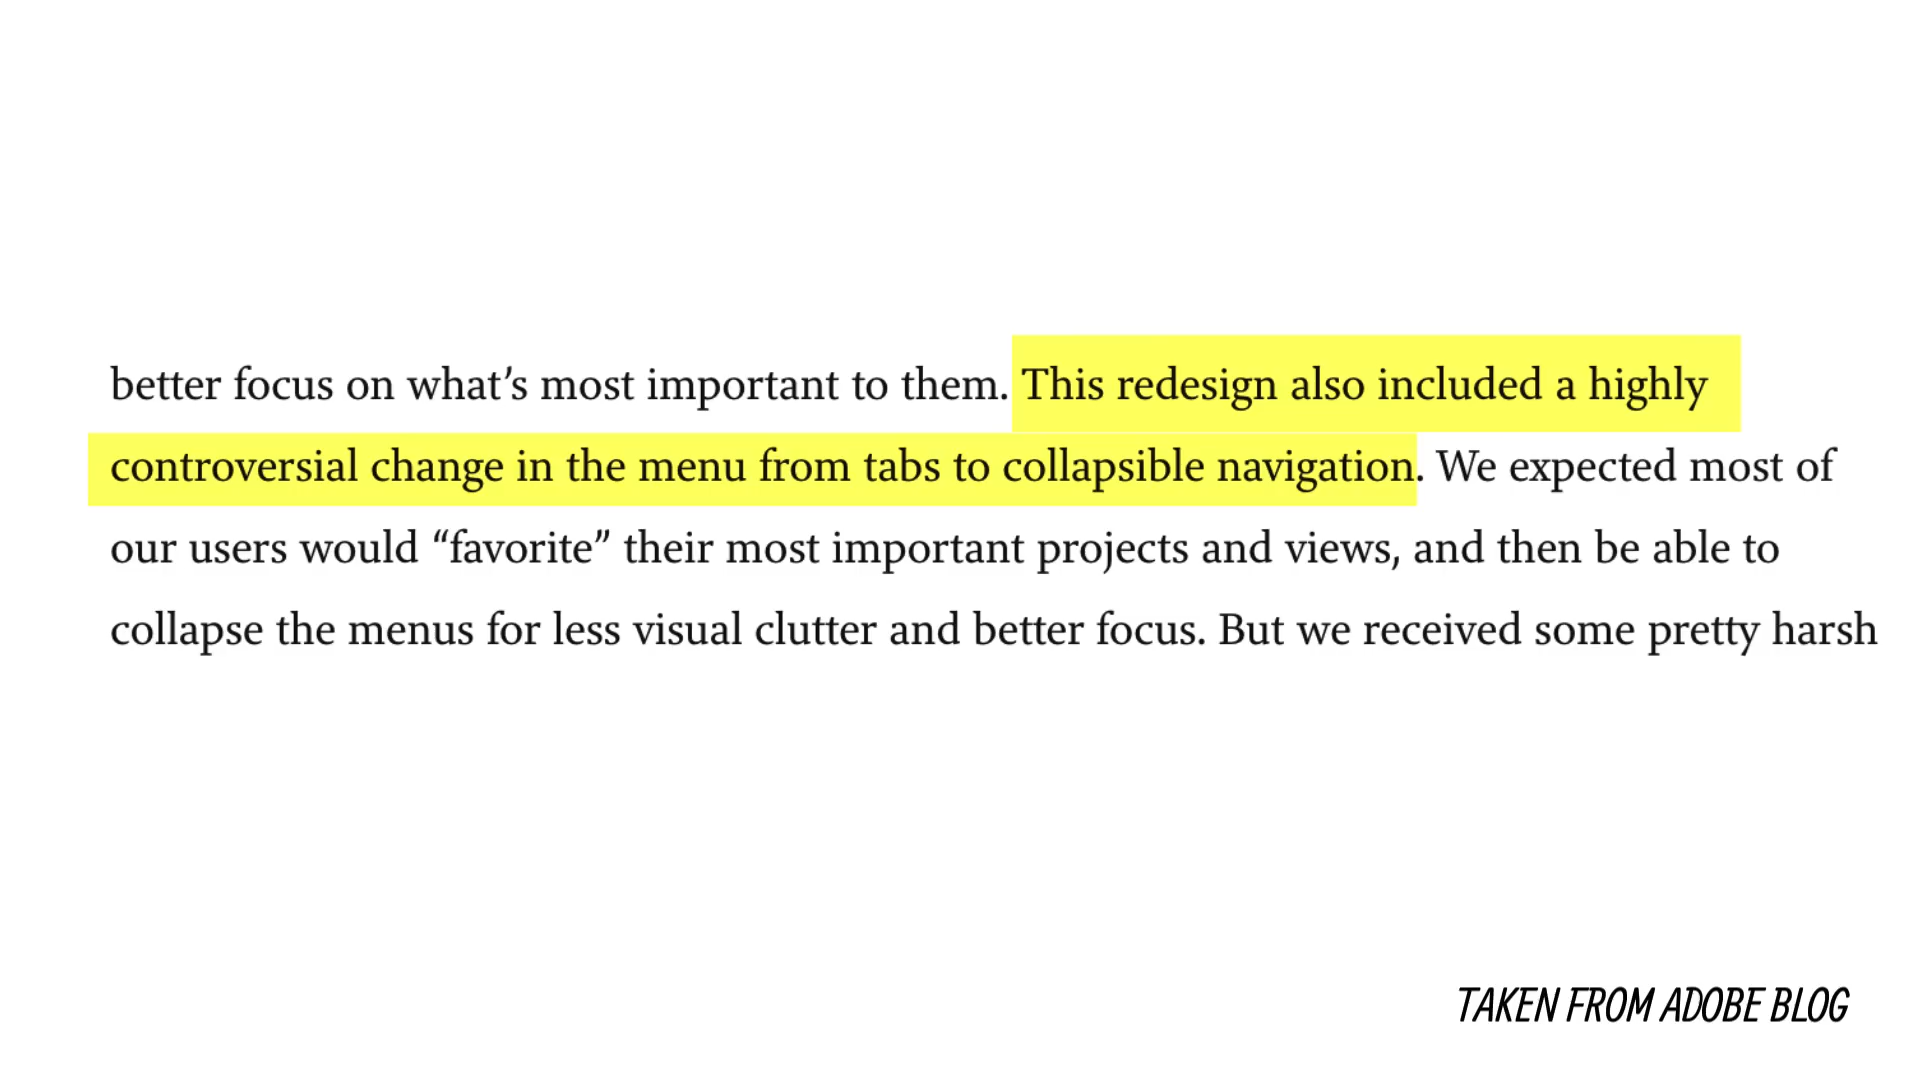 better focus on what’s most important to them. This redesign also included a highly
controversial change in the menu from tabs to collapsible navigation. We expected most of
our users would “favorite” their most important projects and views, and then be able to
collapse the menus for less visual clutter and better focus. But we received some pretty harsh
TAKEN FROM ADOBE BLOG